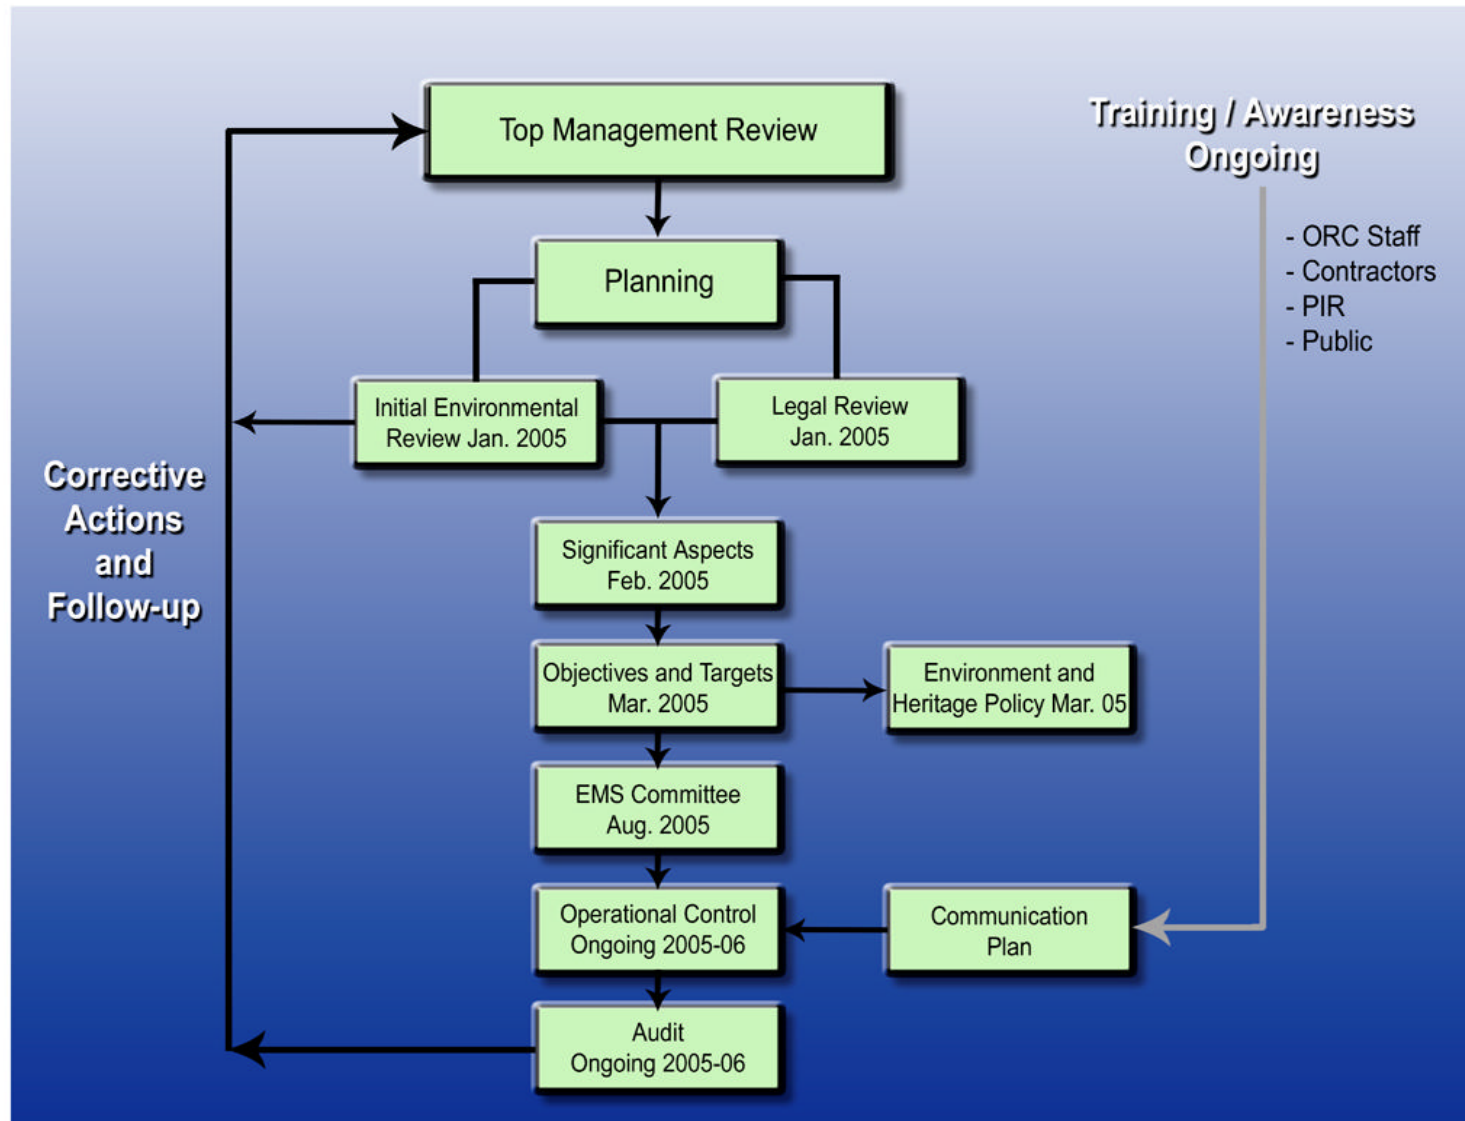 Top Management Review
Training / Awareness
Ongoing
- ORC Staff
- Contractors
- PIR
- Public
Planning
Initial Environmental
Review Jan. 2005
Legal Review
Jan. 2005
Corrective
Actions
and
Follow-up
Significant Aspects
Feb. 2005
Objectives and Targets
Mar. 2005
Environment and
Heritage Policy Mar. 05
EMS Committee
Aug. 2005
Operational Control
Ongoing 2005-06
Communication
Plan
Audit
Ongoing 2005-06